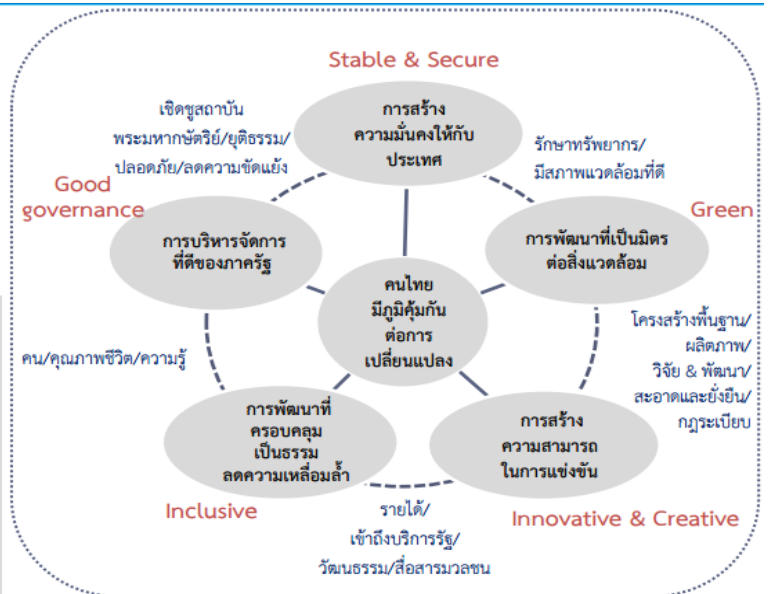 Stable & Secure
การสร้าง
ความมั่นคงให้กับ
ประเทศ
เชิดชูสถาบัน
พระมหากษัตริย์/ยุติธรรม/
ปลอดภัย/ลดความขัดแย้ง
รักษาทรัพยากร/
มีสภาพแวดล้อมที่ดี
Good
governance
Green
การบริหารจัดการ
ที่ดีของภาครัฐ
การพัฒนาที่เป็นมิตร
ต่อสิ่งแวดล้อม
คนไทย
มีภูมิคุ้มกัน
ต่อการ
เปลี่ยนแปลง
คน/คุณภาพชีวิต/ความรู้
โครงสร้างพื้นฐาน/
ผลิตภาพ/
วิจัย & พัฒนา/
สะอาดและยั่งยืน/
กฎระเบียบ
การพัฒนาที่
ครอบคลุม
เป็นธรรม
ลดความเหลื่อมล้ำ
การสร้าง
ความสามารถ
ในการแข่งขัน
Inclusive
รายได้/
เข้าถึงบริการรัฐ/
วัฒนธรรม/สื่อสารมวลชน
Innovative & Creative